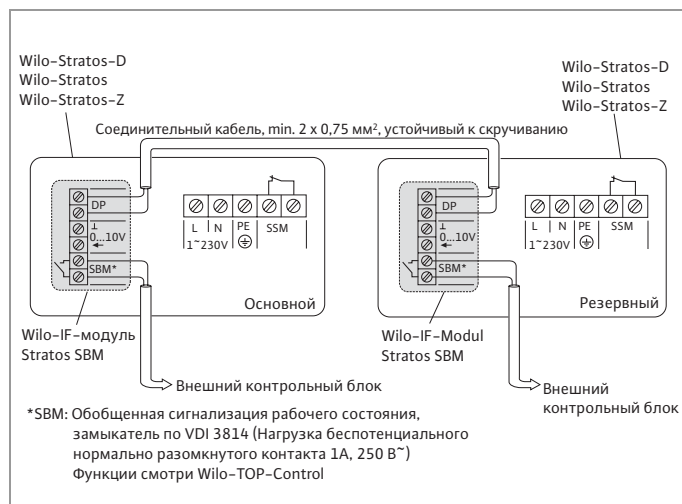 Wilo-Stratos-D
Wilo-Stratos
Wilo-Stratos-Z
Wilo-Stratos-D
Wilo-Stratos
Wilo-Stratos-Z
Соединительный кабель, min. 2 x 0,75 мм², устойчивый к скручиванию
DP
⊥
0...10V
SBM*
L N PE SSM
1~230V
Основной
DP
⊥
0...10V
SBM*
L N PE SSM
1~230V
Резервный
Wilo-IF-модуль
Stratos SBM
Wilo-IF-Modul
Stratos SBM
Внешний контрольный блок
Внешний
контрольный блок
*SBM: Обобщенная сигнализация рабочего состояния,
замыкатель по VDI 3814 (Нагрузка беспотенциального
нормально разомкнутого контакта 1А, 250 В~)
Функции смотри Wilo-TOP-Control